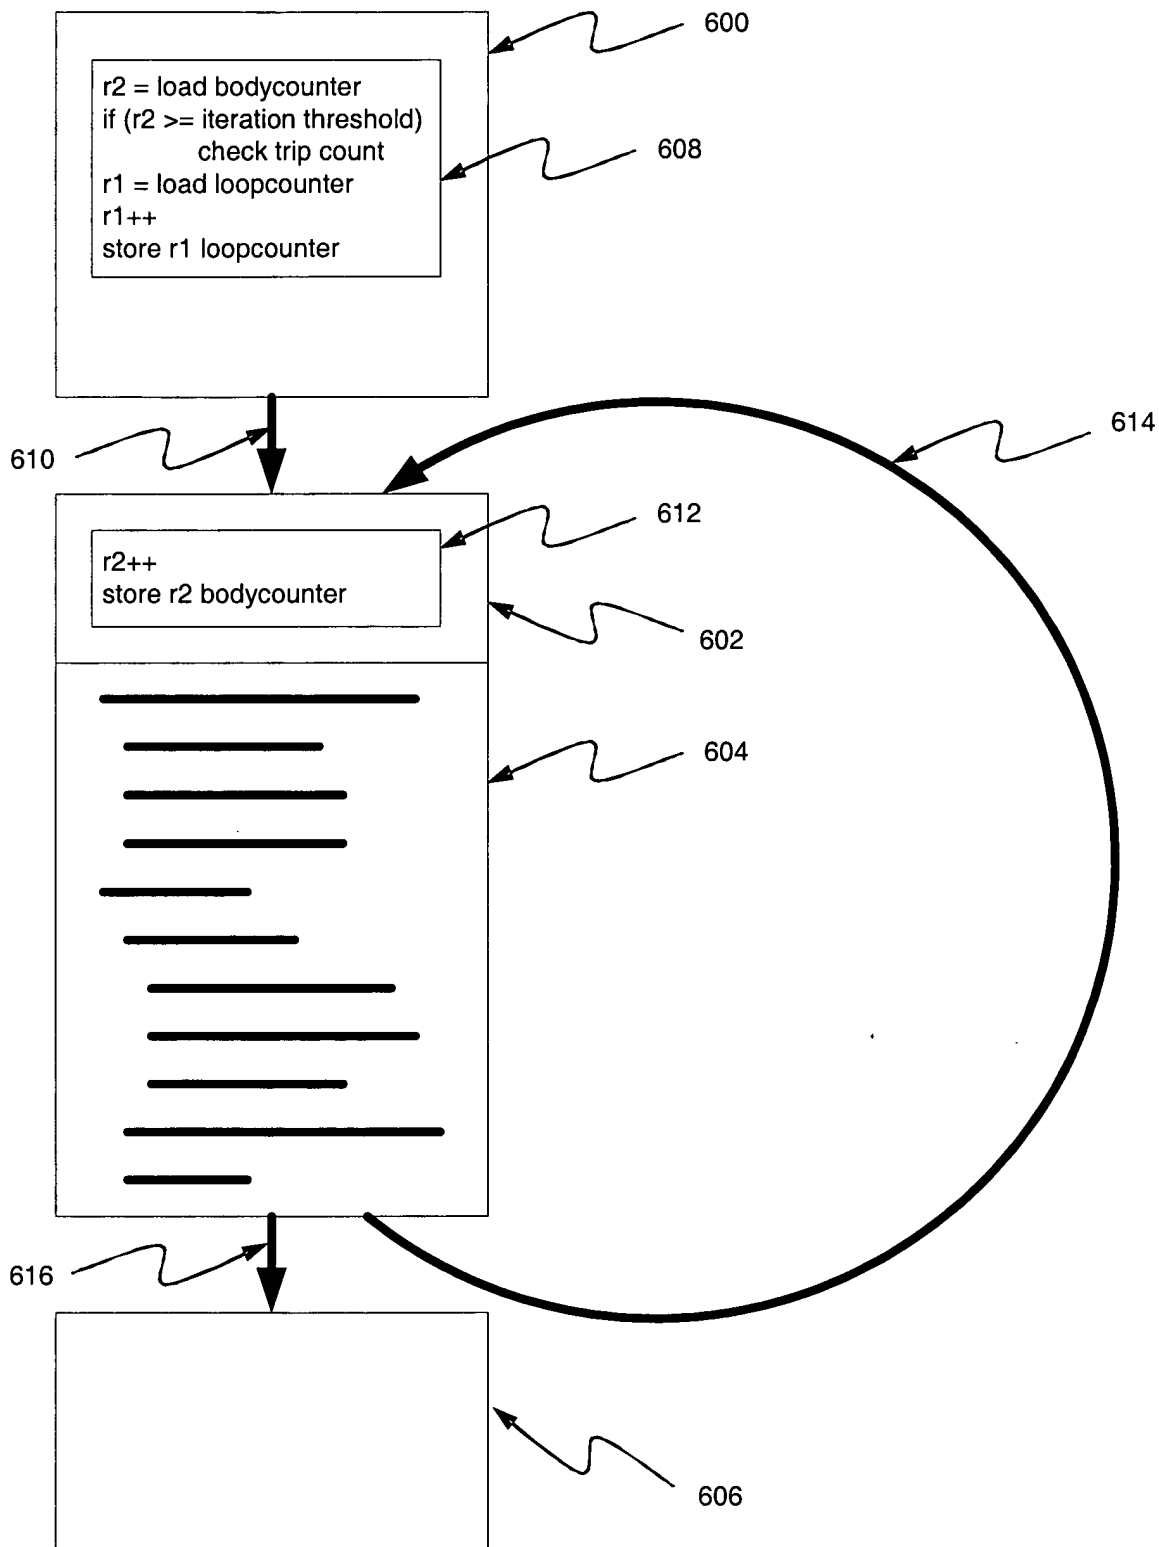 600
r2 = load bodycounter
if (r2 >= iteration threshold)
check trip count
608
r1 = load loopcounter
r1++
store r1 loopcounter
614
610
612
r2++
store r2 bodycounter
602
604
616
606